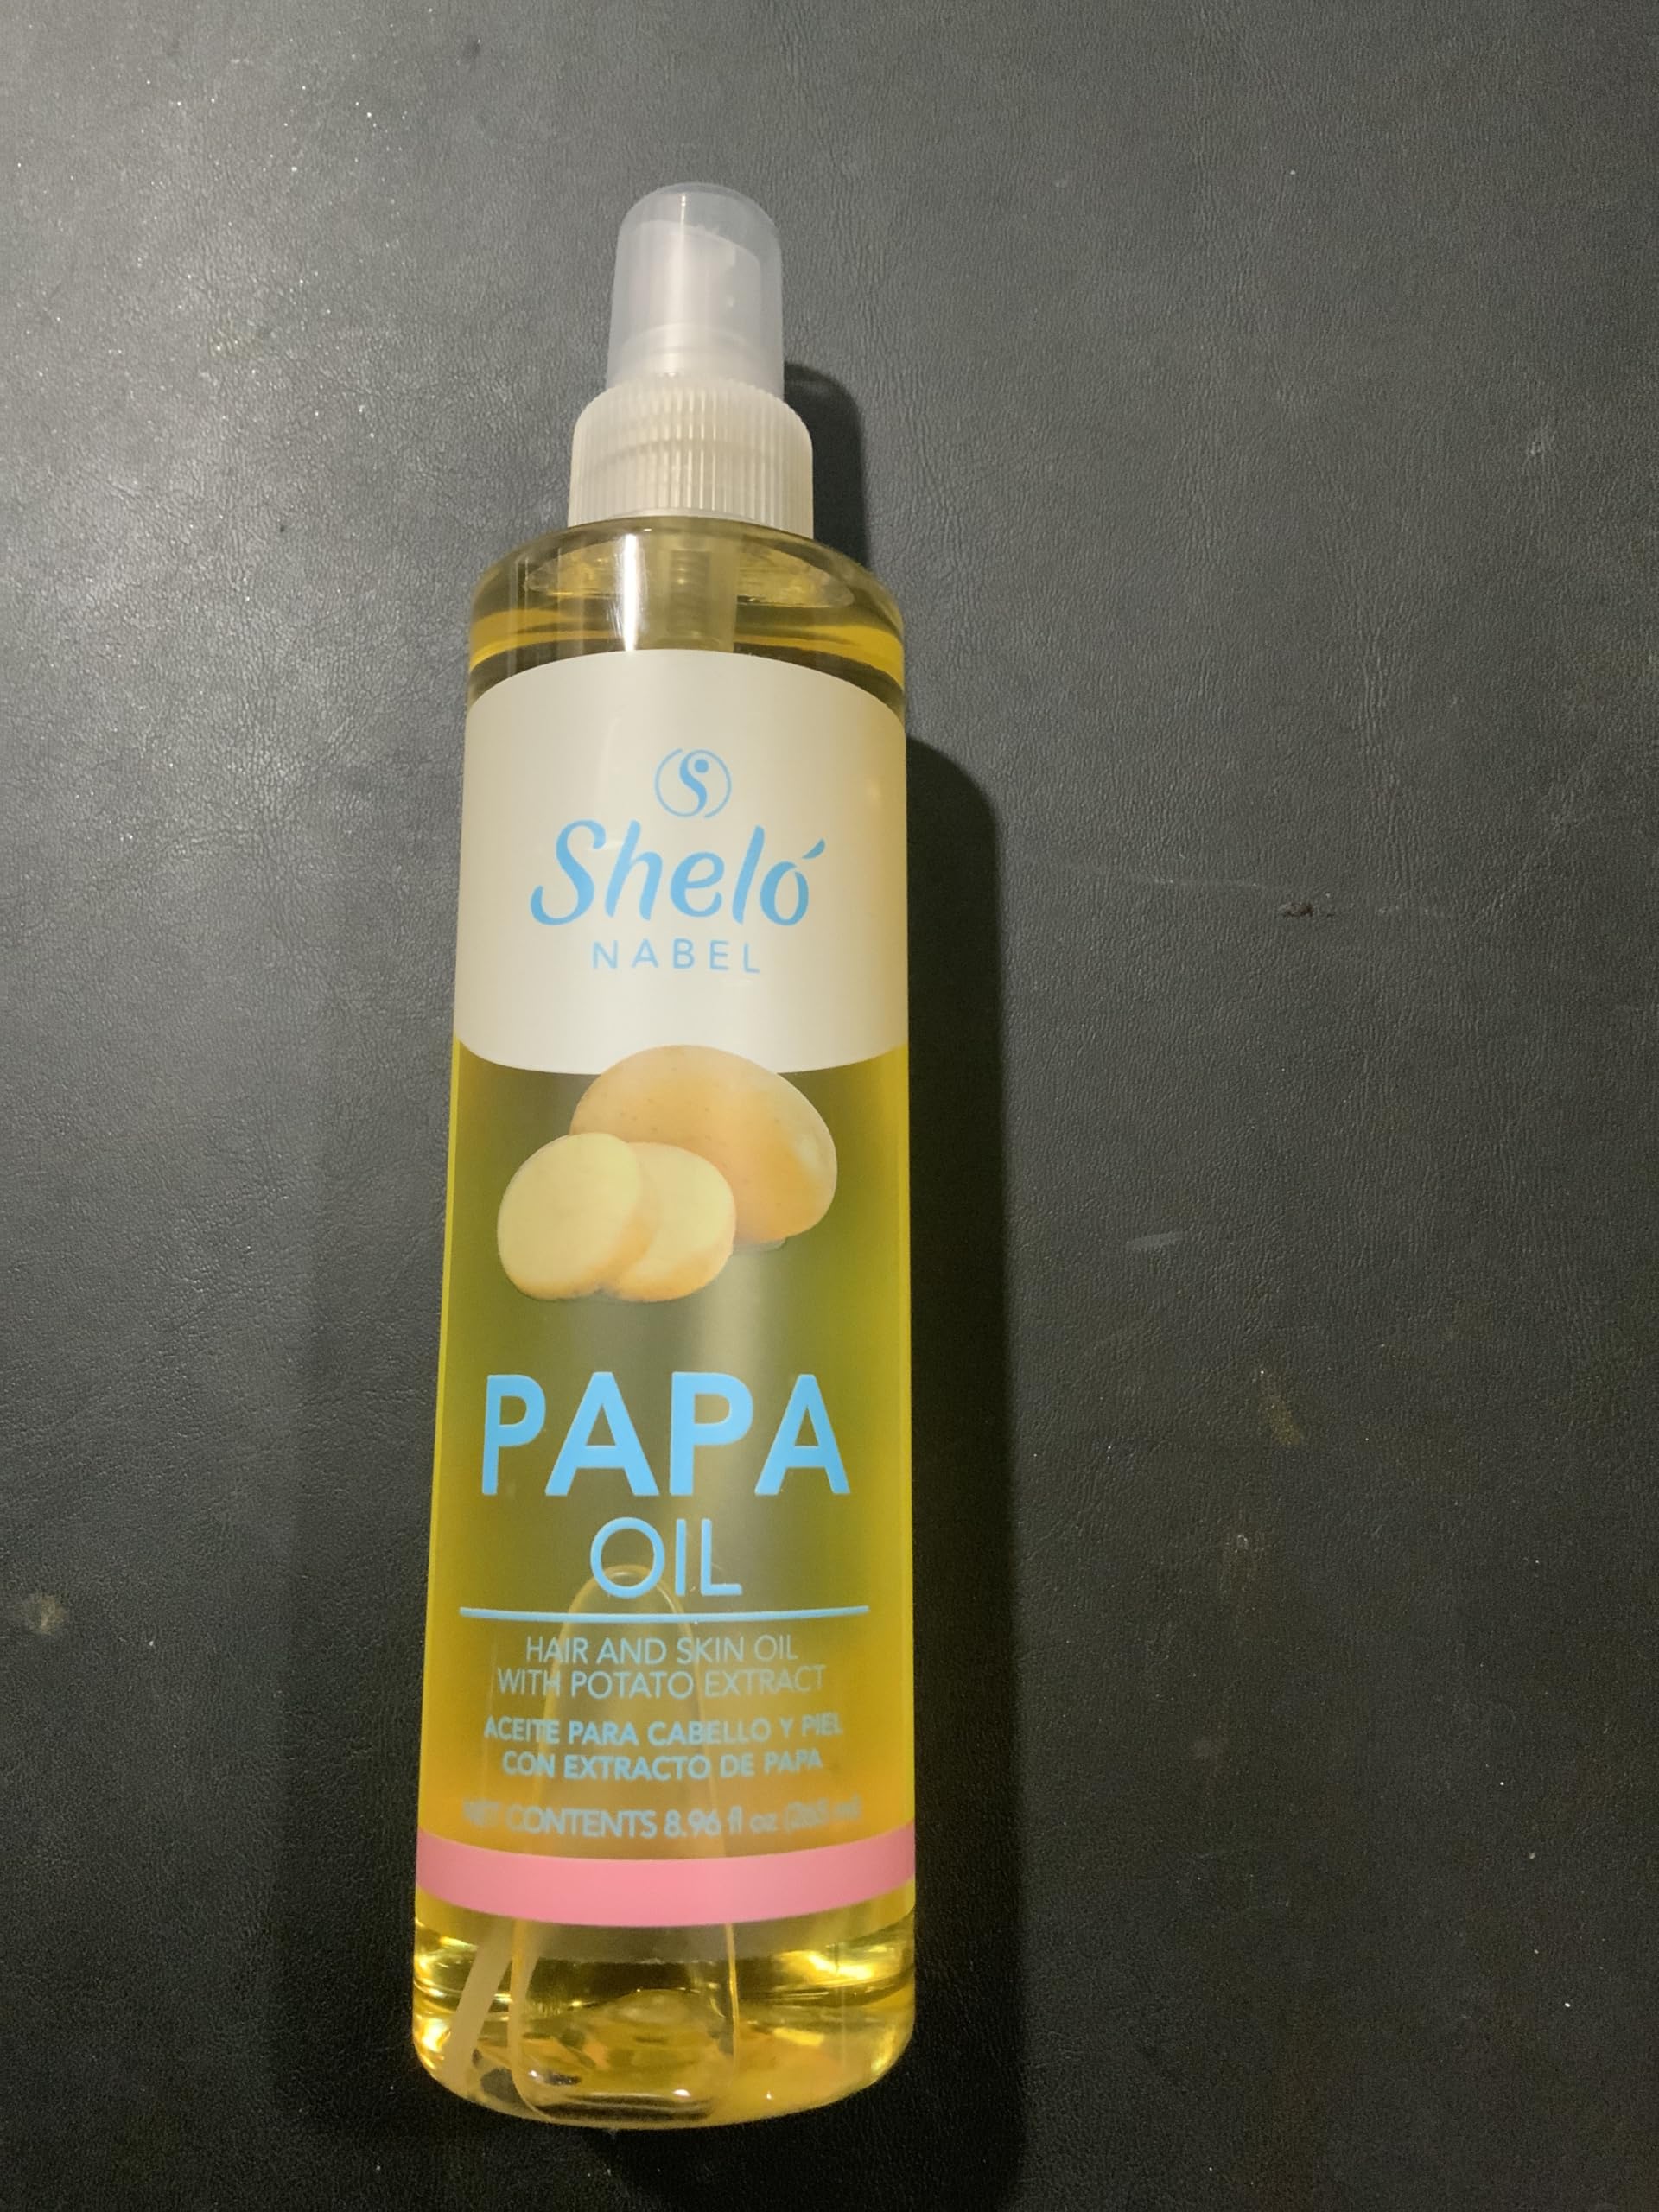 Sheló
NABEL
PAPA
OIL
HAIR AND SKIN OIL
WITH POTATO EXTRACT
ACEITE PARA CABELLO Y PIEL
CON EXTRACTO DE PAPA
NET CONTENTS 8.96 fl oz